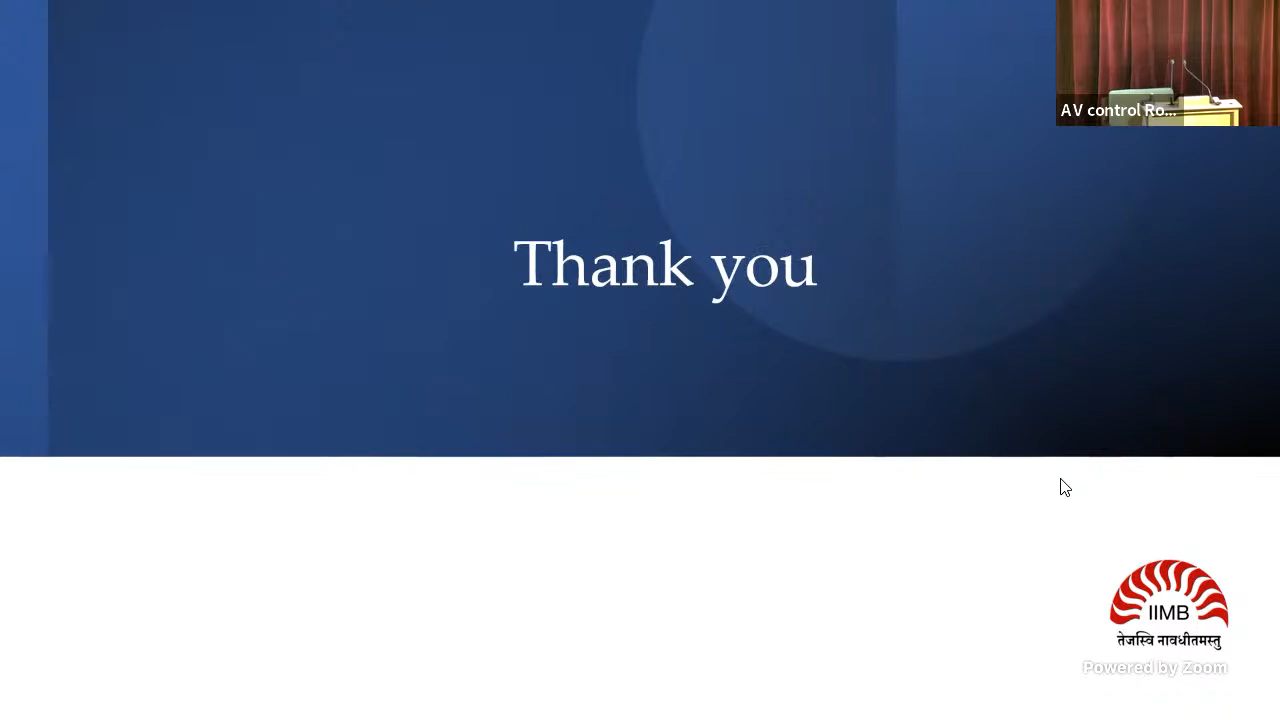 AV control Ro...
Thank you
IIMB
तेजस्वि नावधीतमस्तु
Powered by Zoom